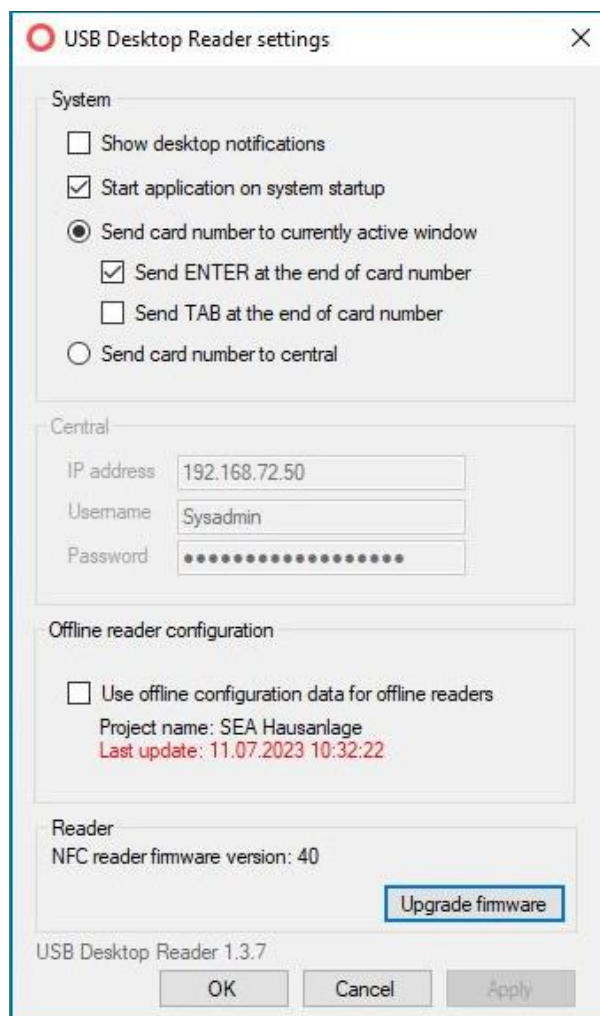 USB Desktop Reader settings
System
Show desktop notifications
Start application on system startup
Send card number to currently active window
Send ENTER at the end of card number
Send TAB at the end of card number
Send card number to central
Central
IP address 192.168.72.50
Username Sysadmin
Password ●●●●●●●●●●●●●●●●●●
Offline reader configuration
Use offline configuration data for offline readers
Project name: SEA Hausanlage
Last update: 11.07.2023 10:32:22
Reader
NFC reader firmware version: 40
Upgrade firmware
USB Desktop Reader 1.3.7
OK Cancel Apply